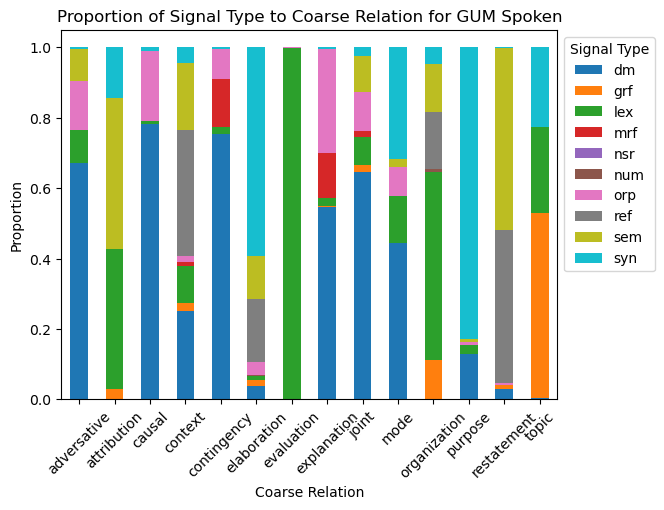 Proportion of Signal Type to Coarse Relation for GUM Spoken
Signal Type
dm
grf
lex
mrf
nsr
num
orp
ref
sem
syn
Proportion
1.0
0.8
0.6
0.4
0.2
0.0
adversative
attribution
causal
context
contingency
elaboration
evaluation
explanation
joint
mode
organization
purpose
restatement
topic
Coarse Relation